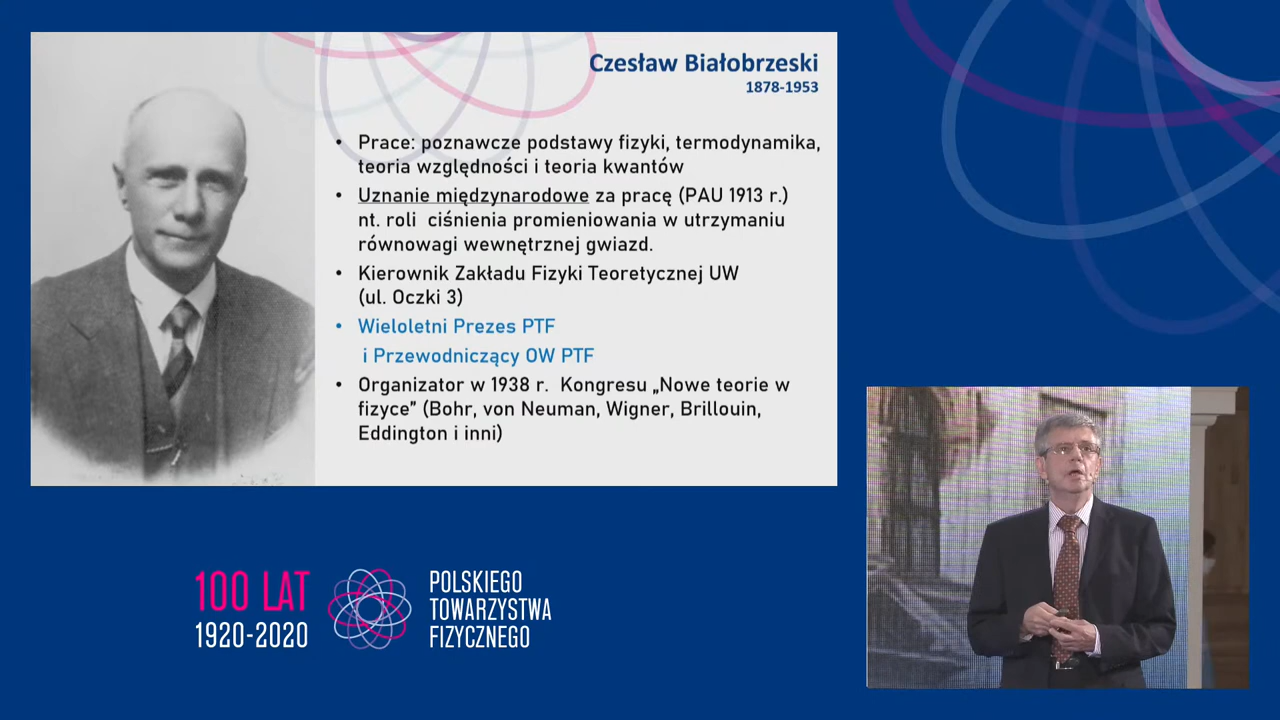 Czesław Białobrzeski
1878-1953
• Prace: poznawcze podstawy fizyki, termodynamika,
teoria względności i teoria kwantów
• Uznanie międzynarodowe za pracę (PAU 1913 r.)
nt. roli ciśnienia promieniowania w utrzymaniu
równowagi wewnętrznej gwiazd.
• Kierownik Zakładu Fizyki Teoretycznej UW
(ul. Oczki 3)
• Wieloletni Prezes PTF
i Przewodniczący OW PTF
• Organizator w 1938 r. Kongresu „Nowe teorie w
fizyce” (Bohr, von Neuman, Wigner, Brillouin,
Eddington i inni)
100 LAT
1920-2020
POLSKIEGO
TOWARZYSTWA
FIZYCZNEGO